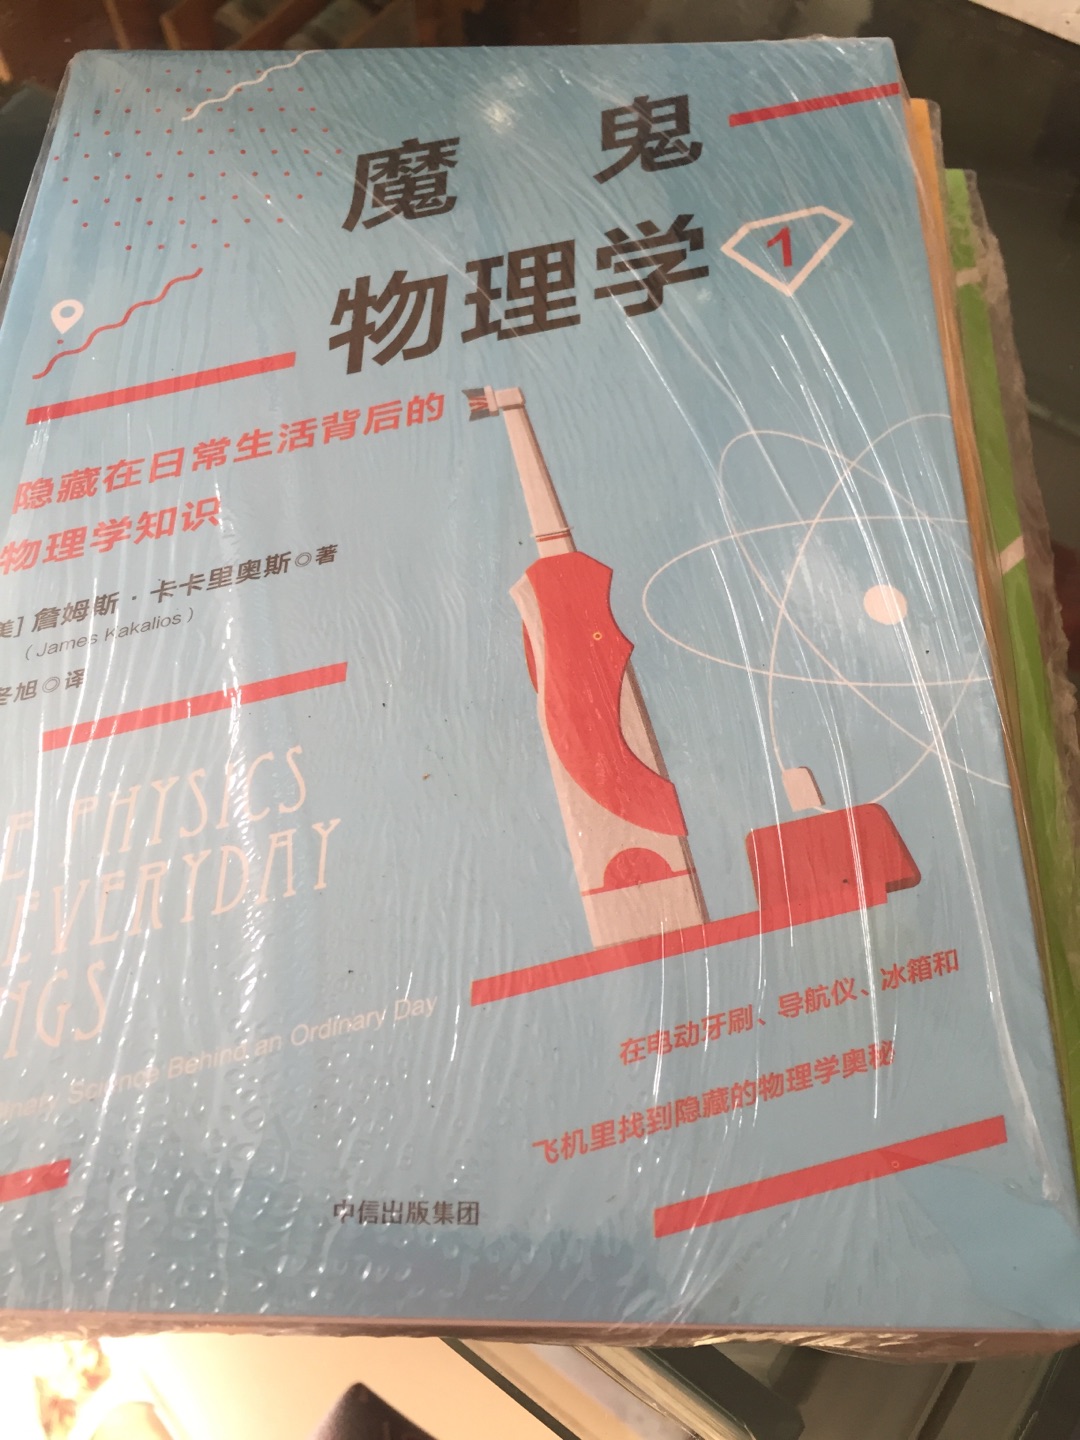 魔鬼
物理学
1
隐藏在日常生活背后的
物理学知识
美] 詹姆斯·卡卡里奥斯◎著
(James Kakalios)
冬旭◎译
E PHYSICS
EVERYDAY
NGS
dinary Science Behind an Ordinary Day
在电动牙刷、导航仪、冰箱和
飞机里找到隐藏的物理学奥秘
中信出版集团